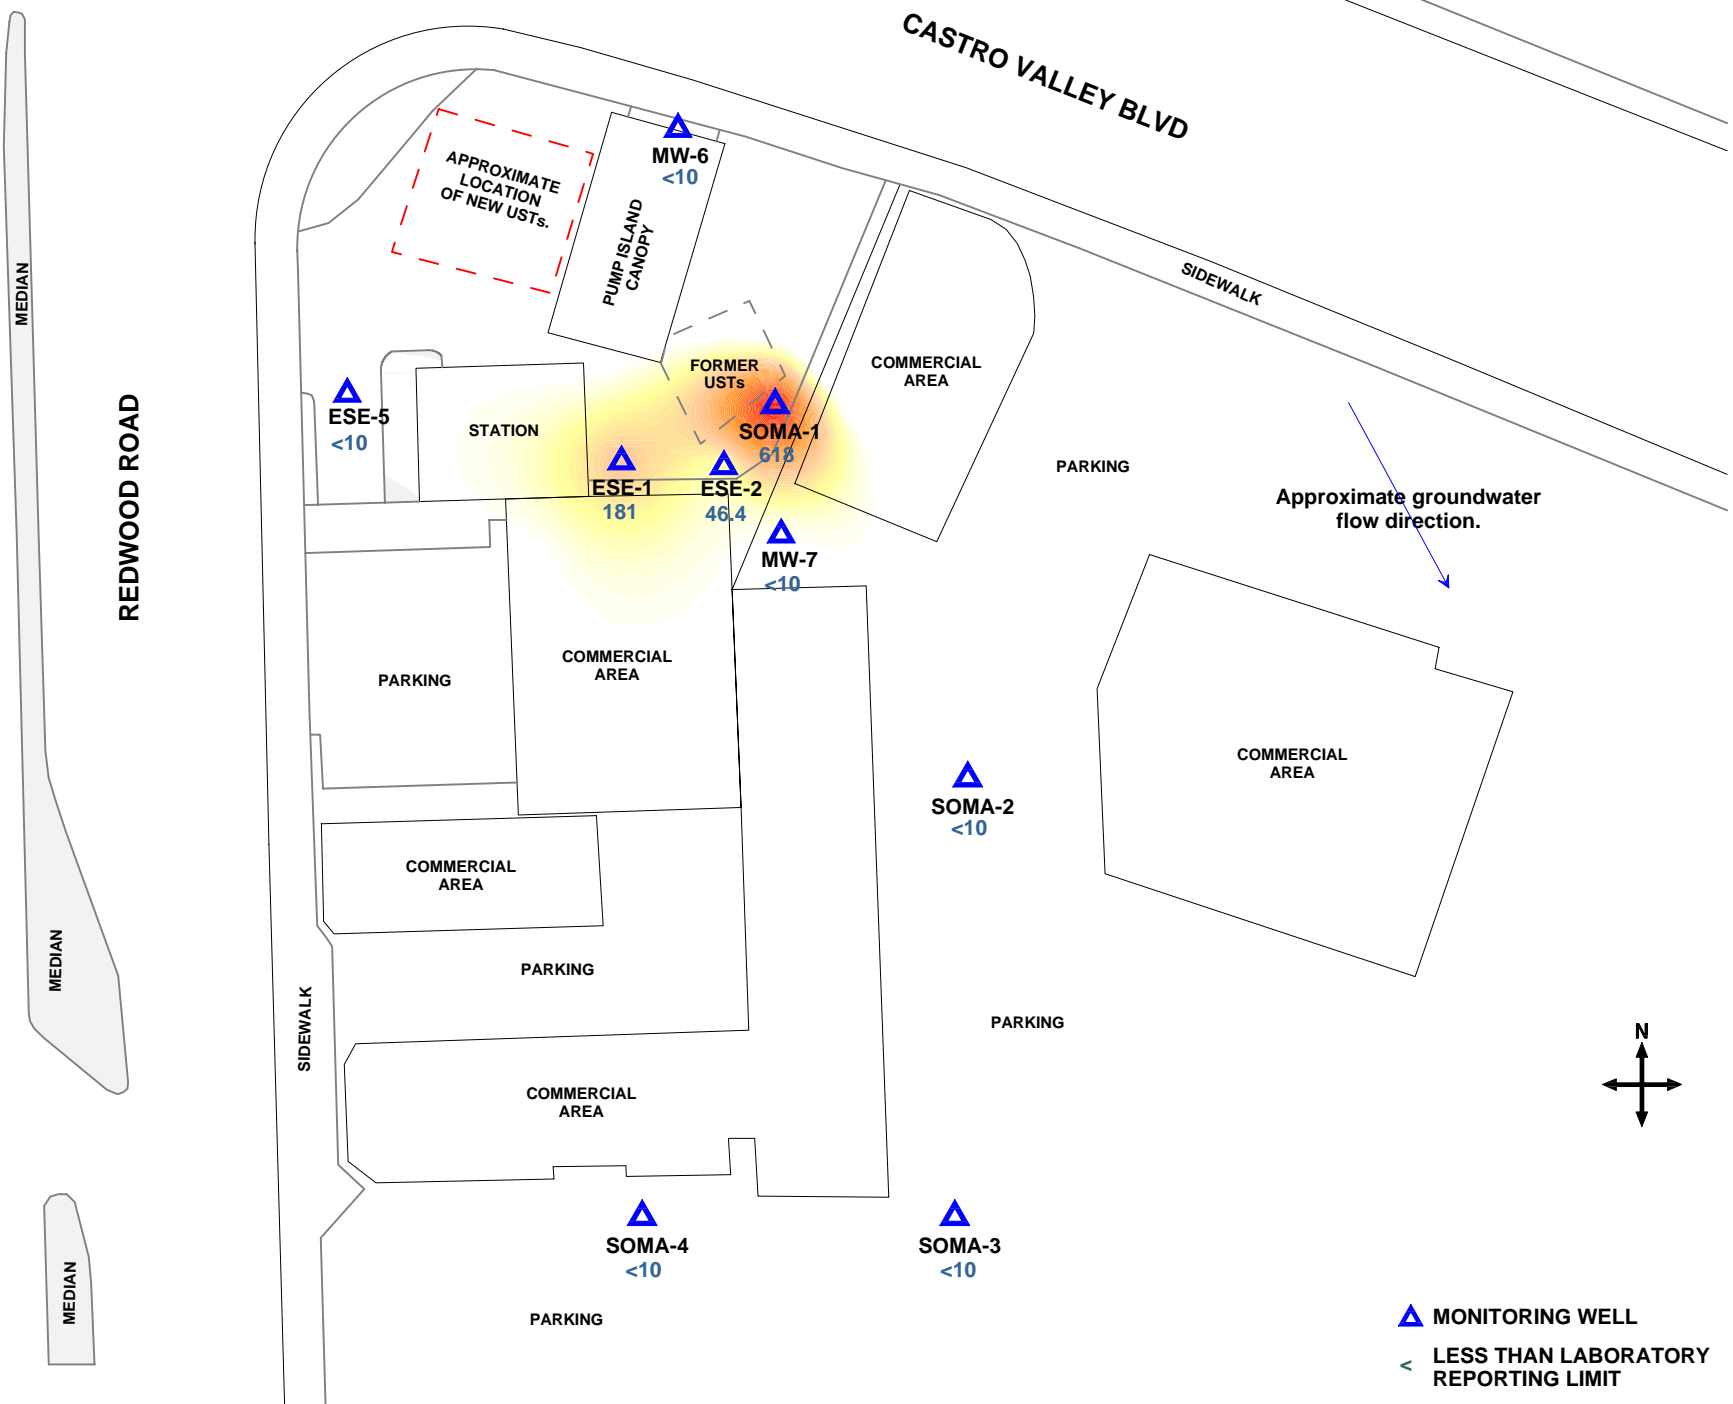 CASTRO VALLEY BLVD
MW-6
<10
APPROXIMATE
LOCATION
OF NEW USTs.
PUMP ISLAND
CANOPY
MEDIAN
SIDEWALK
FORMER
USTs
COMMERCIAL
AREA
ESE-5
<10
STATION
SOMA-1
618
REDWOOD ROAD
PARKING
ESE-1
181
ESE-2
46.4
Approximate groundwater
flow direction.
MW-7
<10
COMMERCIAL
AREA
PARKING
COMMERCIAL
AREA
SOMA-2
<10
COMMERCIAL
AREA
MEDIAN
PARKING
SIDEWALK
PARKING
N
COMMERCIAL
AREA
SOMA-4
<10
SOMA-3
<10
MEDIAN
PARKING
MONITORING WELL
< LESS THAN LABORATORY
REPORTING LIMIT